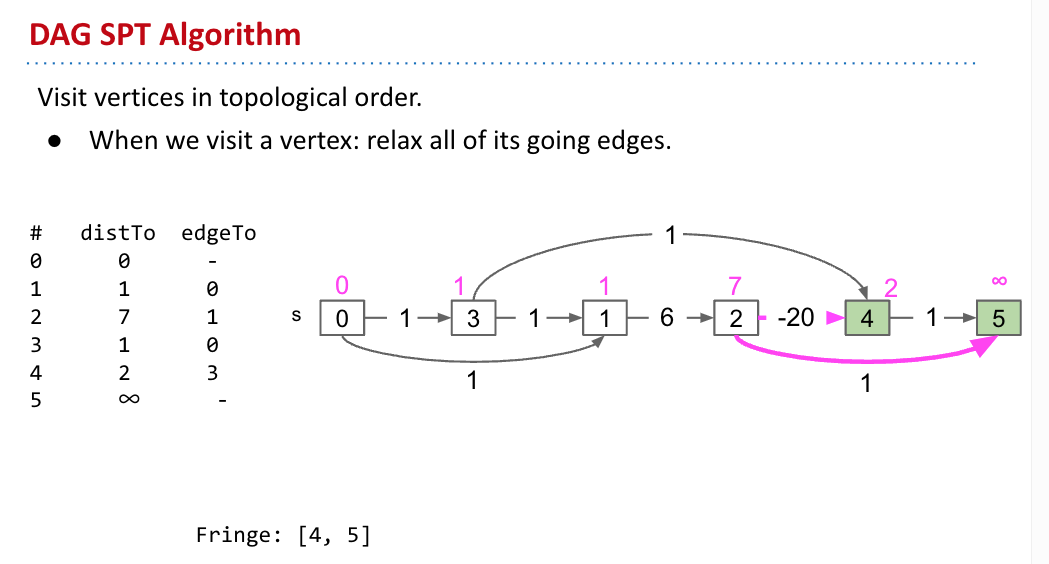 DAG SPT Algorithm
Visit vertices in topological order.
● When we visit a vertex: relax all of its going edges.
# distTo edgeTo
0 0 -
1 1 0
2 7 1
3 1 0
4 2 3
5 ∞ -
1
0 1 1 7 2 ∞
s 0 1 3 1 1 6 2 -20 4 1 5
1 1
Fringe: [4, 5]